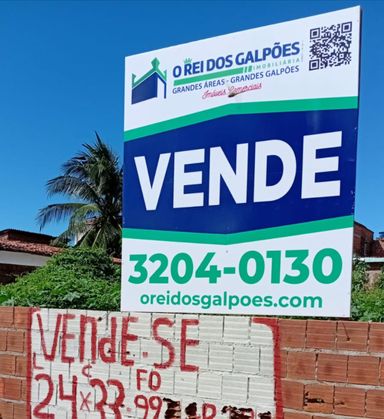 O REI DOS GALPÕES
IMOBILIÁRIA
GRANDES ÁREAS - GRANDES GALPÕES
Imóveis Comerciais
VENDE
3204-0130
oreidosgalpoes.com
VENdE-SE
L C FO
24x33.99